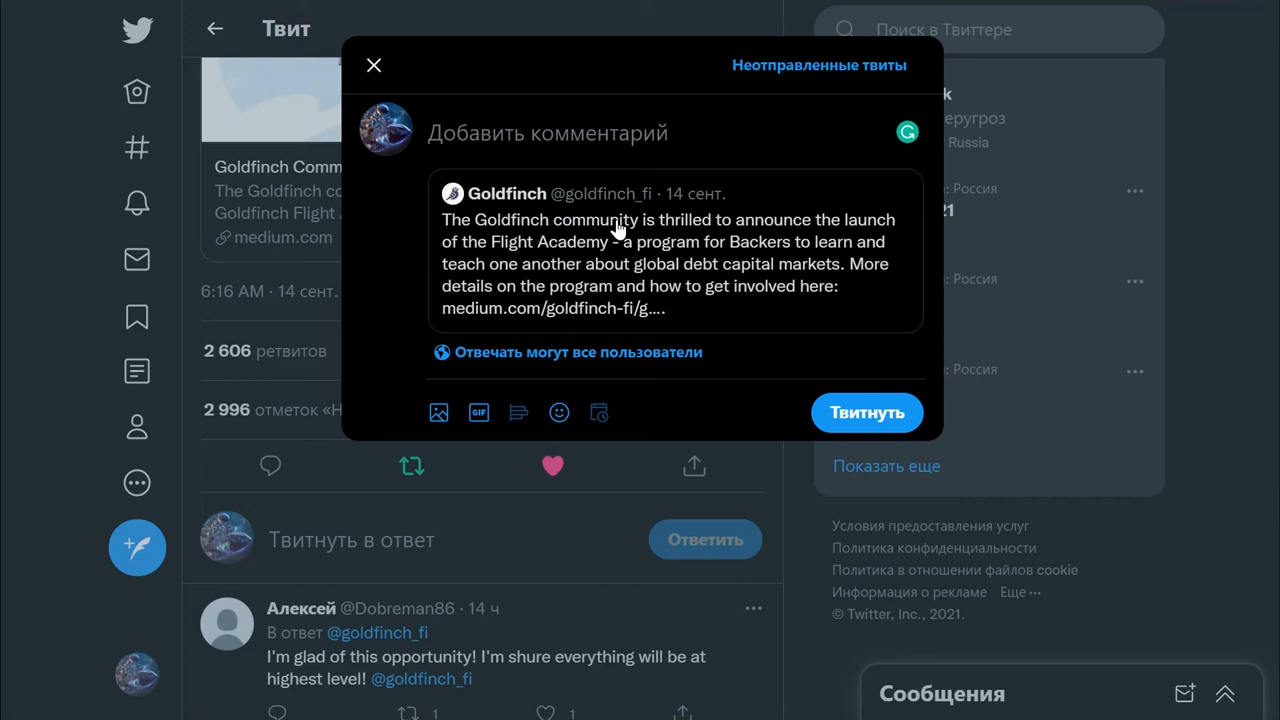 Твит
Поиск в Твиттере
Неотправленные твиты
Добавить комментарий
Goldfinch @goldfinch_fi · 14 сент.
The Goldfinch community is thrilled to announce the launch
of the Flight Academy - a program for Backers to learn and
teach one another about global debt capital markets. More
details on the program and how to get involved here:
medium.com/goldfinch-fi/g….
Отвечать могут все пользователи
GIF
Твитнуть
Goldfinch Comm
The Goldfinch co
Goldfinch Flight A
medium.com
6:16 AM · 14 сент.
2 606 ретвитов
2 996 отметок «Н
Твитнуть в ответ
Ответить
Алексей @Dobreman86 · 14 ч
В ответ @goldfinch_fi
I'm glad of this opportunity! I'm shure everything will be at
highest level! @goldfinch_fi
1
1
k
еругроз
Russia
: Россия
21
: Россия
: Россия
Показать еще
Условия предоставления услуг
Политика конфиденциальности
Политика в отношении файлов cookie
Информация о рекламе Еще ···
© Twitter, Inc., 2021.
Сообщения